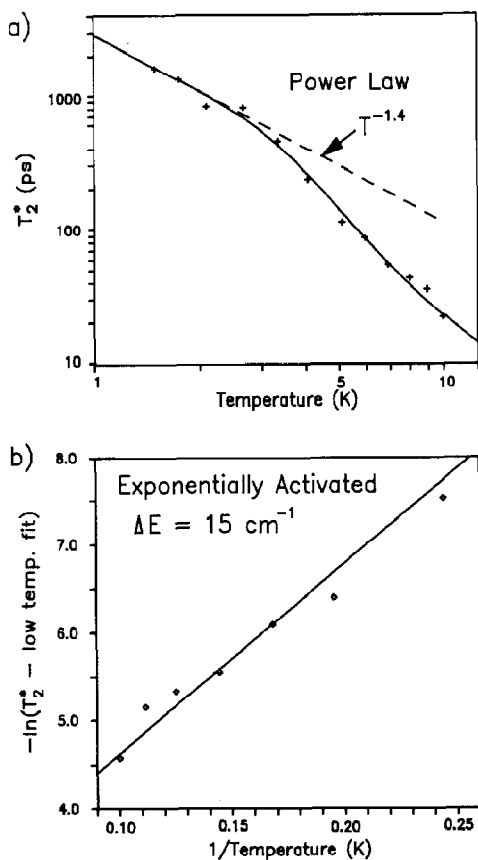 a)
Power Law
T^-1.4
1000
100
10
T₂* (ps)
1
5
10
Temperature (K)
b)
Exponentially Activated
ΔE = 15 cm⁻¹
8.0
7.0
6.0
5.0
4.0
-ln(T₂* - low temp. fit)
0.10
0.15
0.20
0.25
1/Temperature (K)